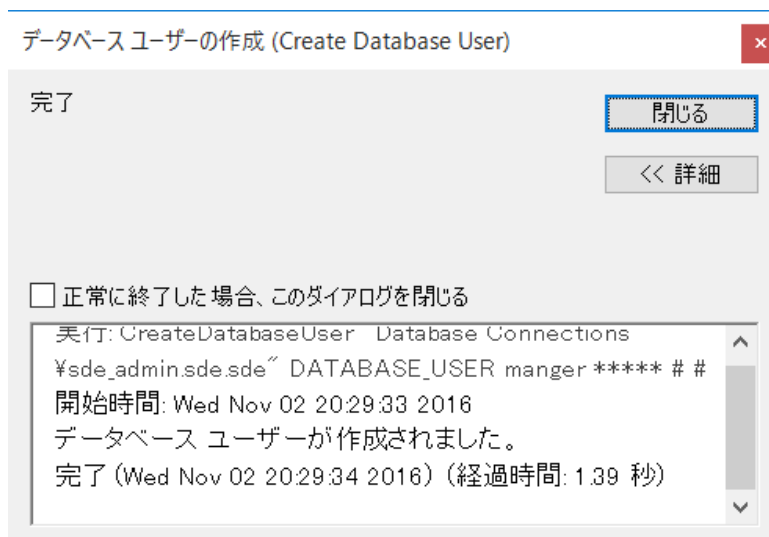 データベース ユーザーの作成 (Create Database User)
完了
閉じる
<< 詳細
正常に終了した場合、このダイアログを閉じる
実行: CreateDatabaseUser "Database Connections
¥sde_admin.sde.sde" DATABASE_USER manger ***** # #
開始時間: Wed Nov 02 20:29:33 2016
データベース ユーザーが作成されました。
完了 (Wed Nov 02 20:29:34 2016) (経過時間: 1.39 秒)